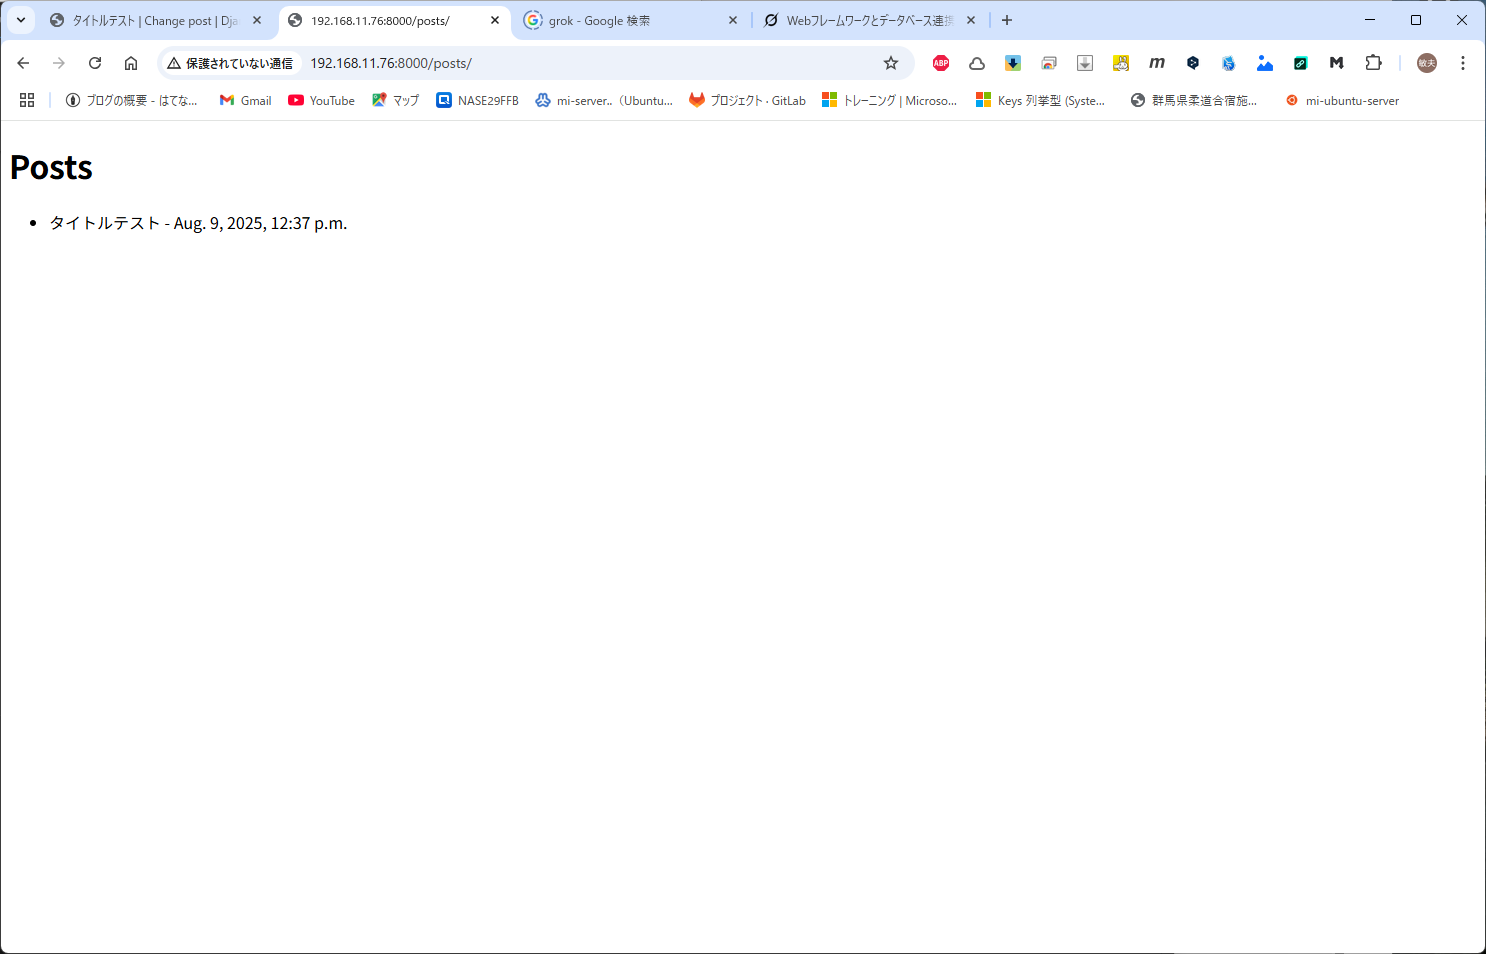 タイトルテスト | Change post | Dja
192.168.11.76:8000/posts/
grok - Google 検索
Webフレームワークとデータベース連携
保護されていない通信
192.168.11.76:8000/posts/
ABP
m
敏夫
ブログの概要 - はてな...
Gmail
YouTube
マップ
NASE29FFB
mi-server.. (Ubuntu...
プロジェクト · GitLab
トレーニング | Microso...
Keys 列挙型 (Syste...
群馬県柔道合宿施...
mi-ubuntu-server
Posts
タイトルテスト - Aug. 9, 2025, 12:37 p.m.